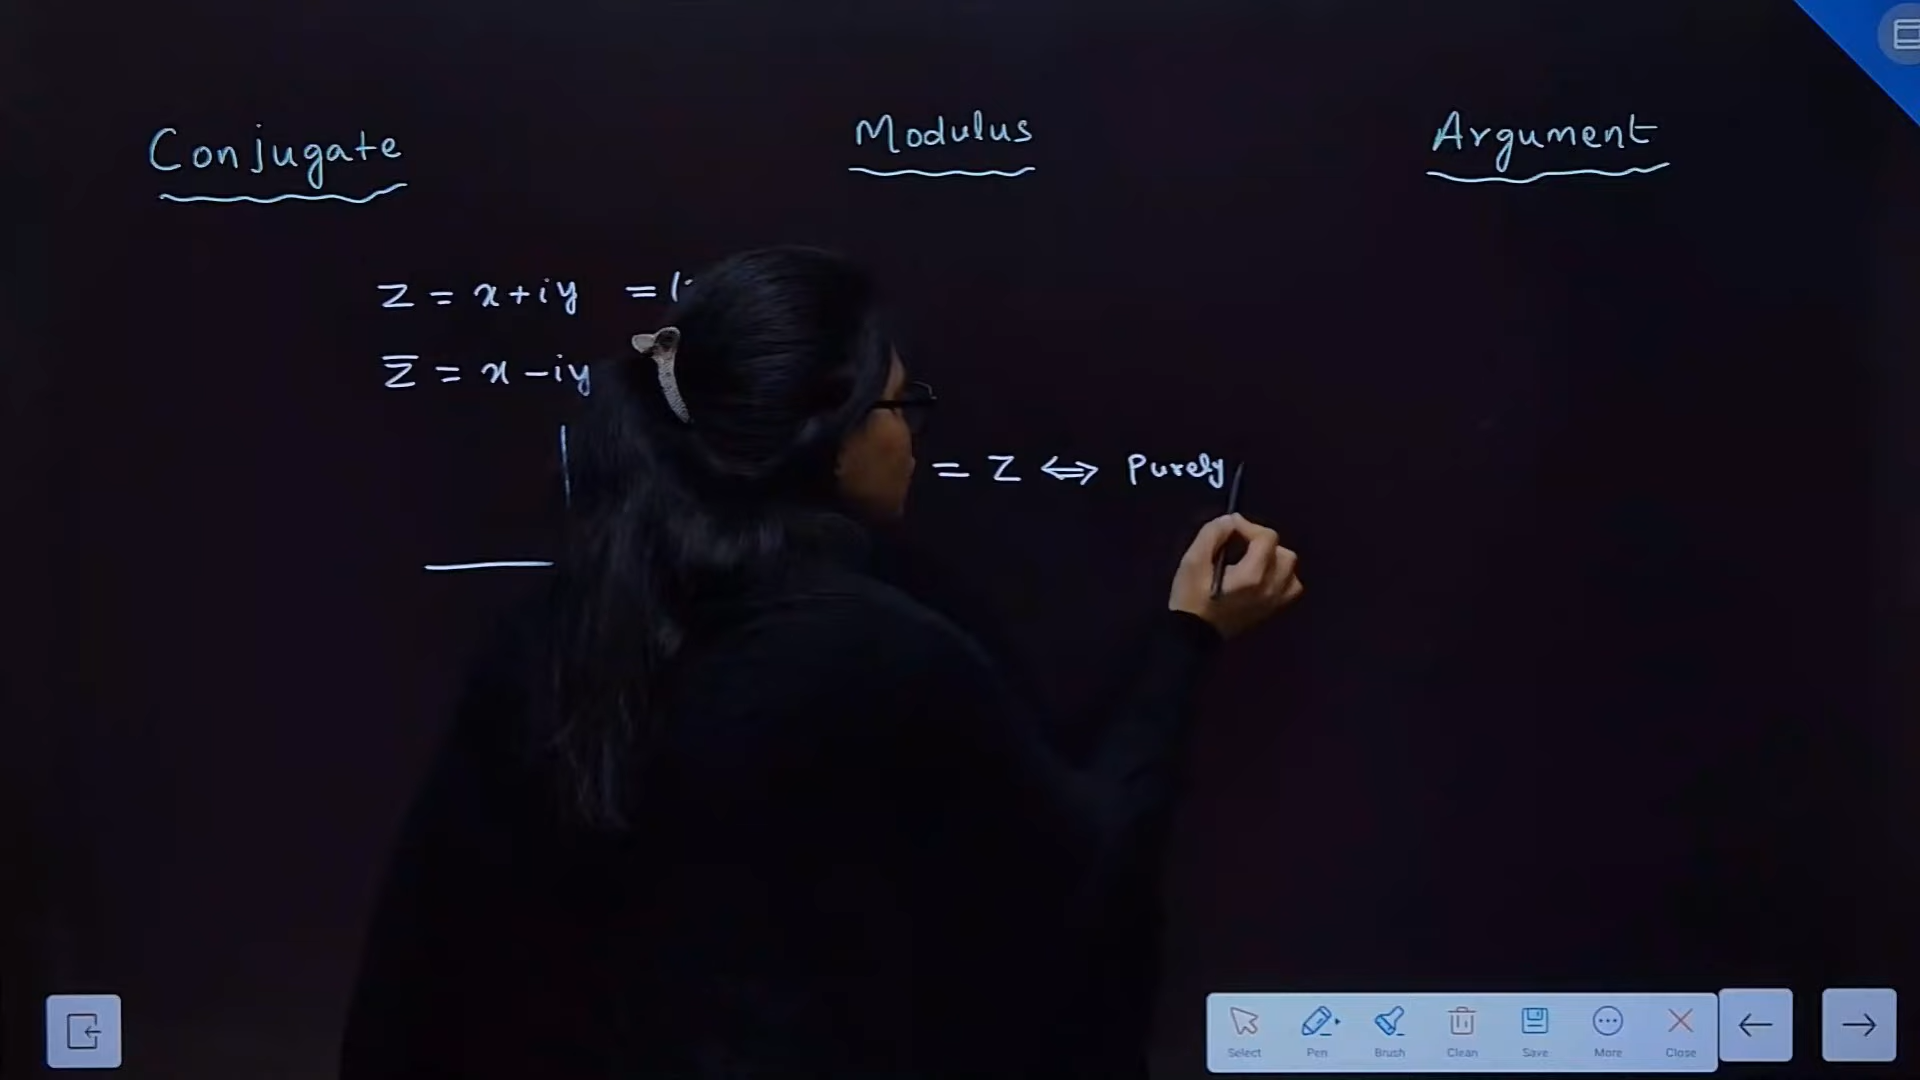 Conjugate
Modulus
Argument
Z = x+iy = (
Z̅ = x-iy
= Z ⇔ Purely
Select
Pen
Brush
Clean
Save
More
Close